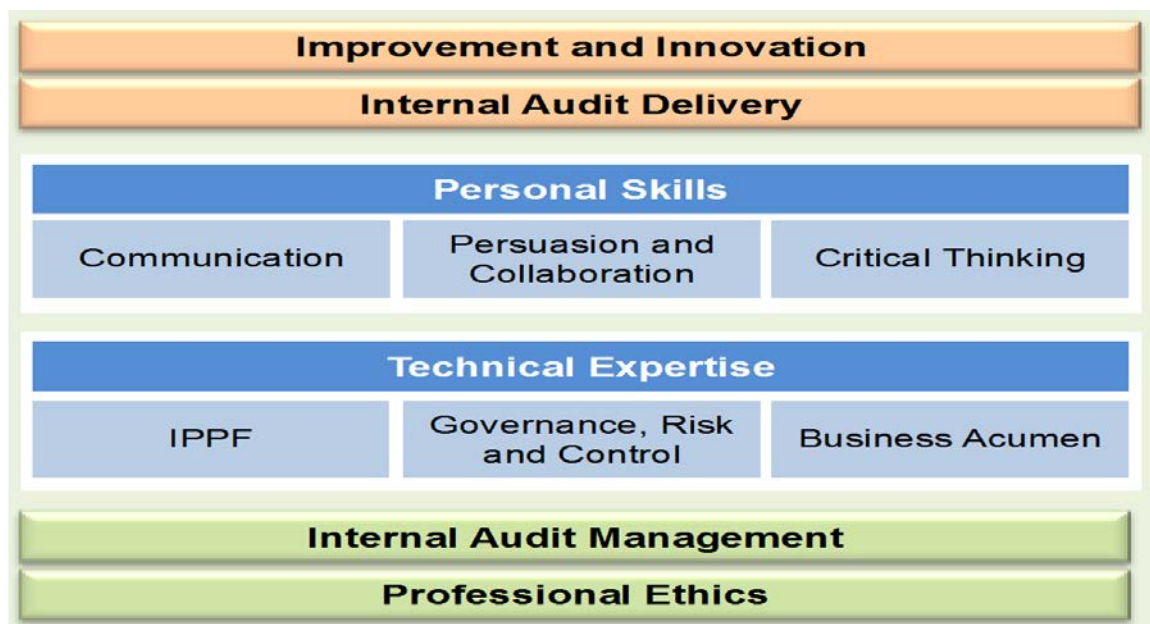 Improvement and Innovation
Internal Audit Delivery
Personal Skills
Communication
Persuasion and
Collaboration
Critical Thinking
Technical Expertise
IPPF
Governance, Risk
and Control
Business Acumen
Internal Audit Management
Professional Ethics